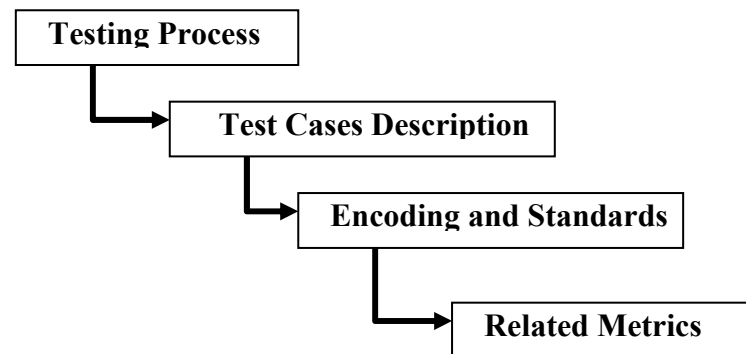 Testing Process
Test Cases Description
Encoding and Standards
Related Metrics